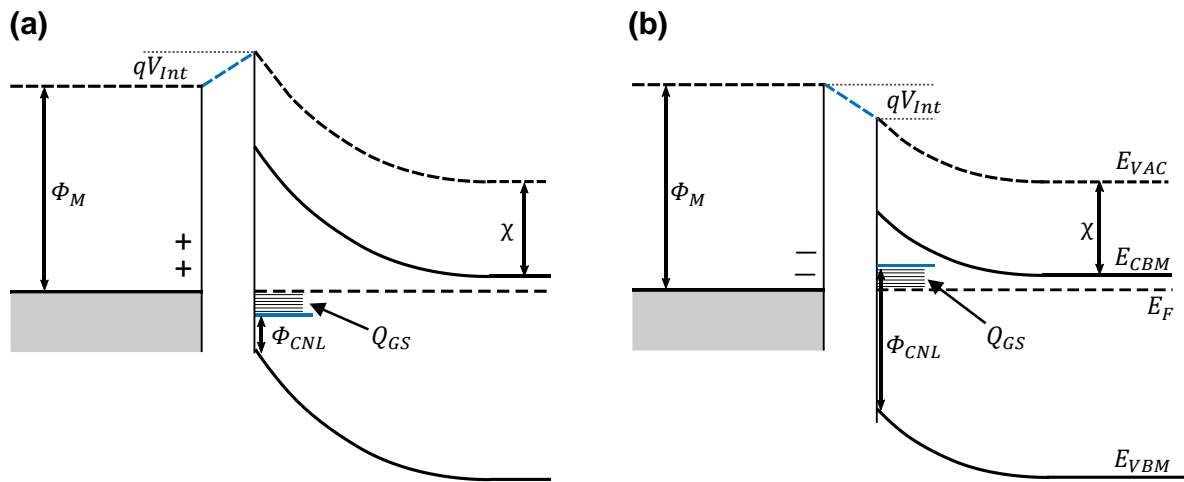 (a)
qV_Int
Φ_M
+
+
χ
Φ_CNL
Q_GS
(b)
qV_Int
E_VAC
Φ_M
χ
−
−
E_CBM
E_F
Q_GS
Φ_CNL
E_VBM